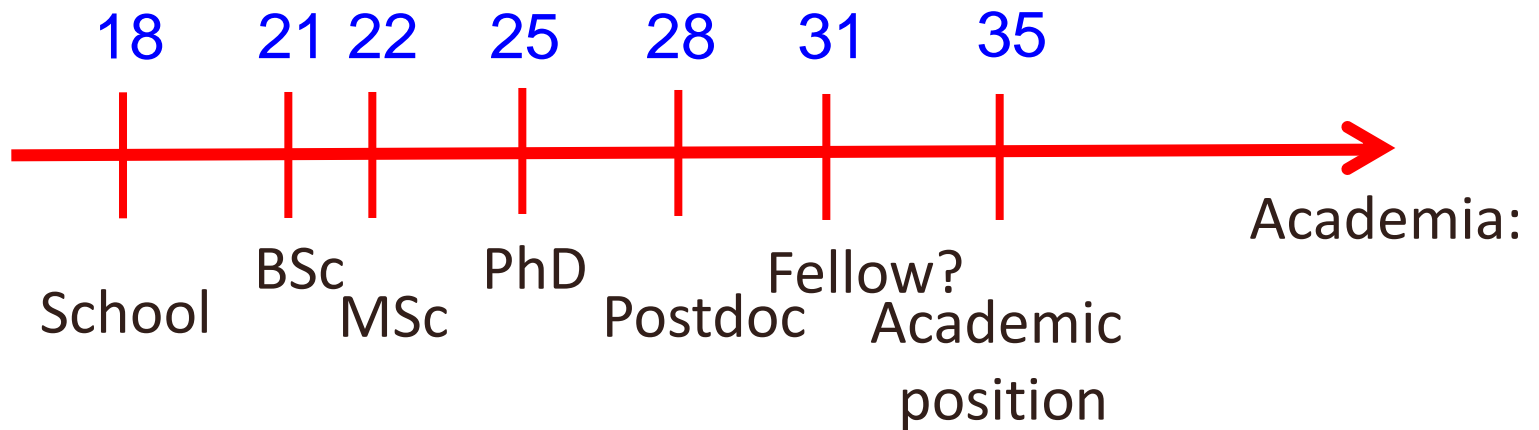 18 21 22 25 28 31 35
Academia:
BSc PhD Fellow?
School MSc Postdoc Academic
position